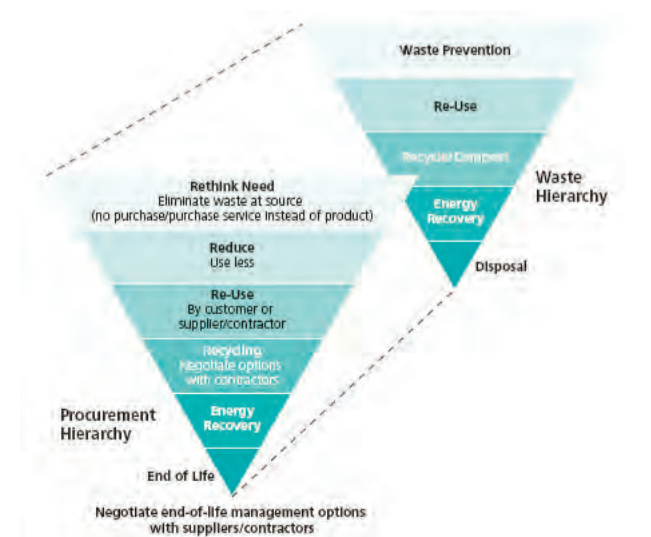 Waste Prevention
Re-Use
Recycle/Compost
Energy
Recovery
Disposal
Waste
Hierarchy
Rethink Need
Eliminate waste at source
(no purchase/purchase service instead of product)
Reduce
Use less
Re-Use
By customer or
supplier/contractor
Recycling
Negotiate options
with contractors
Energy
Recovery
End of Life
Procurement
Hierarchy
Negotiate end-of-life management options
with suppliers/contractors